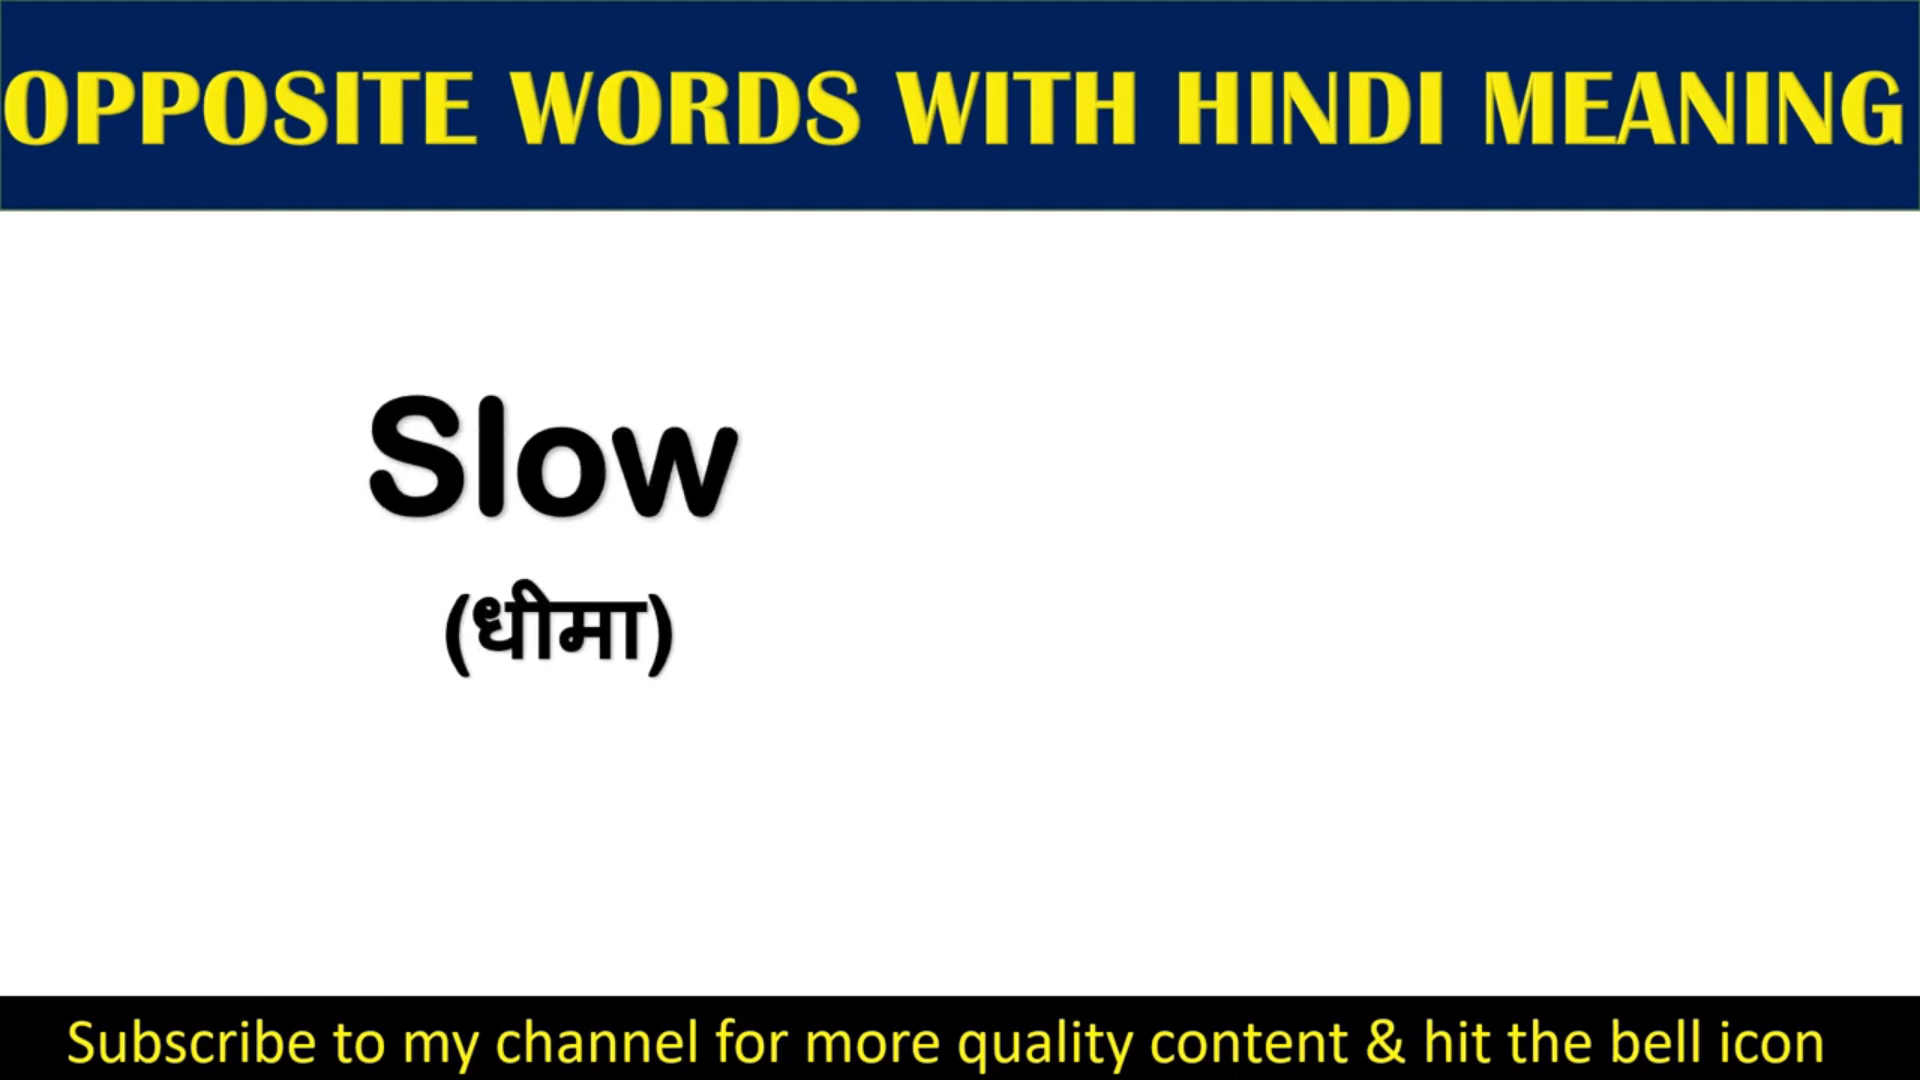 OPPOSITE WORDS WITH HINDI MEANING
Slow
(धीमा)
Subscribe to my channel for more quality content & hit the bell icon